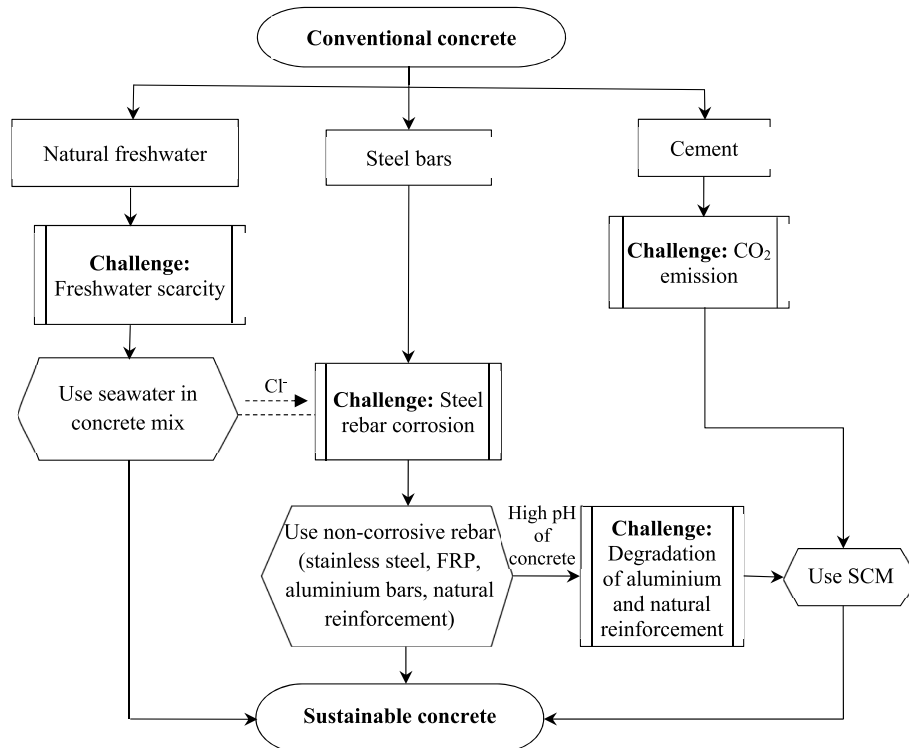 Conventional concrete
Natural freshwater
Steel bars
Cement
Challenge:
Freshwater scarcity
Challenge: CO₂
emission
Use seawater in
concrete mix
Cl⁻
Challenge: Steel
rebar corrosion
Use non-corrosive rebar
(stainless steel, FRP,
aluminium bars, natural
reinforcement)
High pH
of
concrete
Challenge:
Degradation
of aluminium
and natural
reinforcement
Use SCM
Sustainable concrete